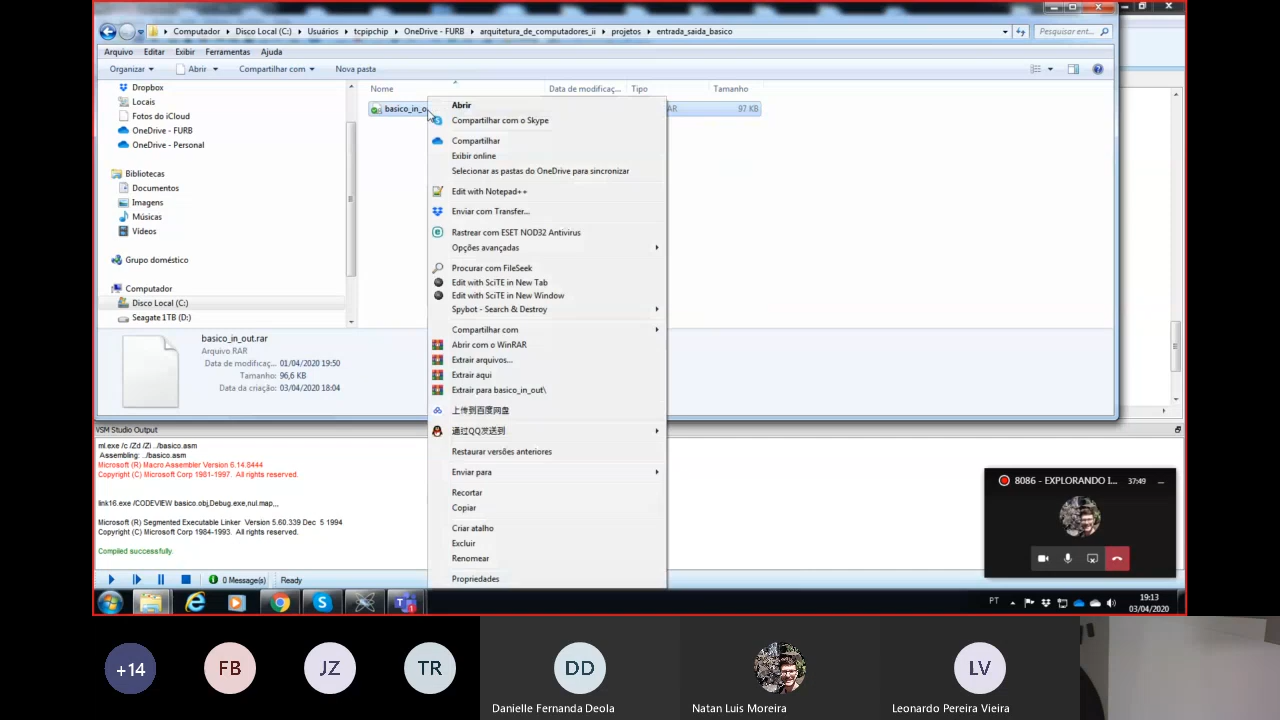 Computador
Disco Local (C:)
Usuários
tcpipchip
OneDrive - FURB
arquitetura_de_computadores_ii
projetos
entrada_saida_basico
Pesquisar ent...
Arquivo
Editar
Exibir
Ferramentas
Ajuda
Organizar
Abrir
Compartilhar com
Nova pasta
Dropbox
Locais
Fotos do iCloud
OneDrive - FURB
OneDrive - Personal
Bibliotecas
Documentos
Imagens
Músicas
Vídeos
Grupo doméstico
Computador
Disco Local (C:)
Seagate 1TB (D:)
Nome
Data de modificaç...
Tipo
Tamanho
basico_in_o
AR
97 KB
Abrir
Compartilhar com o Skype
Compartilhar
Exibir online
Selecionar as pastas do OneDrive para sincronizar
Edit with Notepad++
Enviar com Transfer...
Rastrear com ESET NOD32 Antivirus
Opções avançadas
Procurar com FileSeek
Edit with SciTE in New Tab
Edit with SciTE in New Window
Spybot - Search & Destroy
Compartilhar com
Abrir com o WinRAR
Extrair arquivos...
Extrair aqui
Extrair para basico_in_out\
上传到百度网盘
通过QQ发送到
Restaurar versões anteriores
Enviar para
Recortar
Copiar
Criar atalho
Excluir
Renomear
Propriedades
basico_in_out.rar
Arquivo RAR
Data de modificaç... 01/04/2020 19:50
Tamanho: 96,6 KB
Data da criação: 03/04/2020 18:04
VSM Studio Output
ml.exe /c /Zd /Zi ../basico.asm
Assembling: ../basico.asm
Microsoft (R) Macro Assembler Version 6.14.8444
Copyright (C) Microsoft Corp 1981-1997. All rights reserved.
link16.exe /CODEVIEW basico.obj,Debug.exe,nul.map,,,
Microsoft (R) Segmented Executable Linker Version 5.60.339 Dec 5 1994
Copyright (C) Microsoft Corp 1984-1993. All rights reserved.
Compiled successfully.
0 Message(s)
Ready
8086 - EXPLORANDO I...
37:49
PT
19:13
03/04/2020
+14
FB
JZ
TR
DD
LV
Danielle Fernanda Deola
Natan Luis Moreira
Leonardo Pereira Vieira